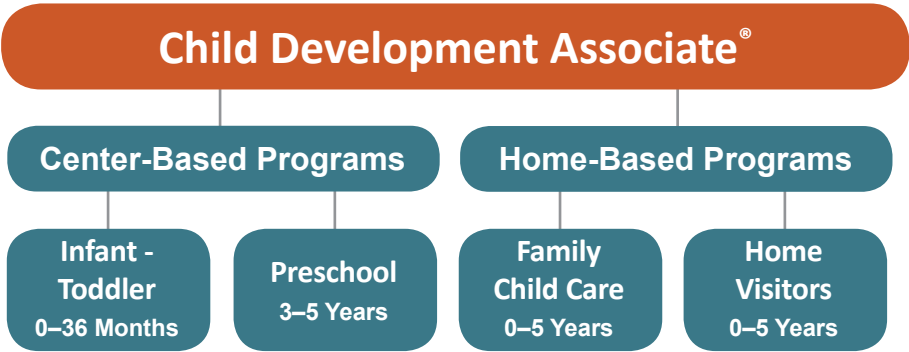 Child Development Associate®
Center-Based Programs
Home-Based Programs
Infant -
Toddler
0–36 Months
Preschool
3–5 Years
Family
Child Care
0–5 Years
Home
Visitors
0–5 Years